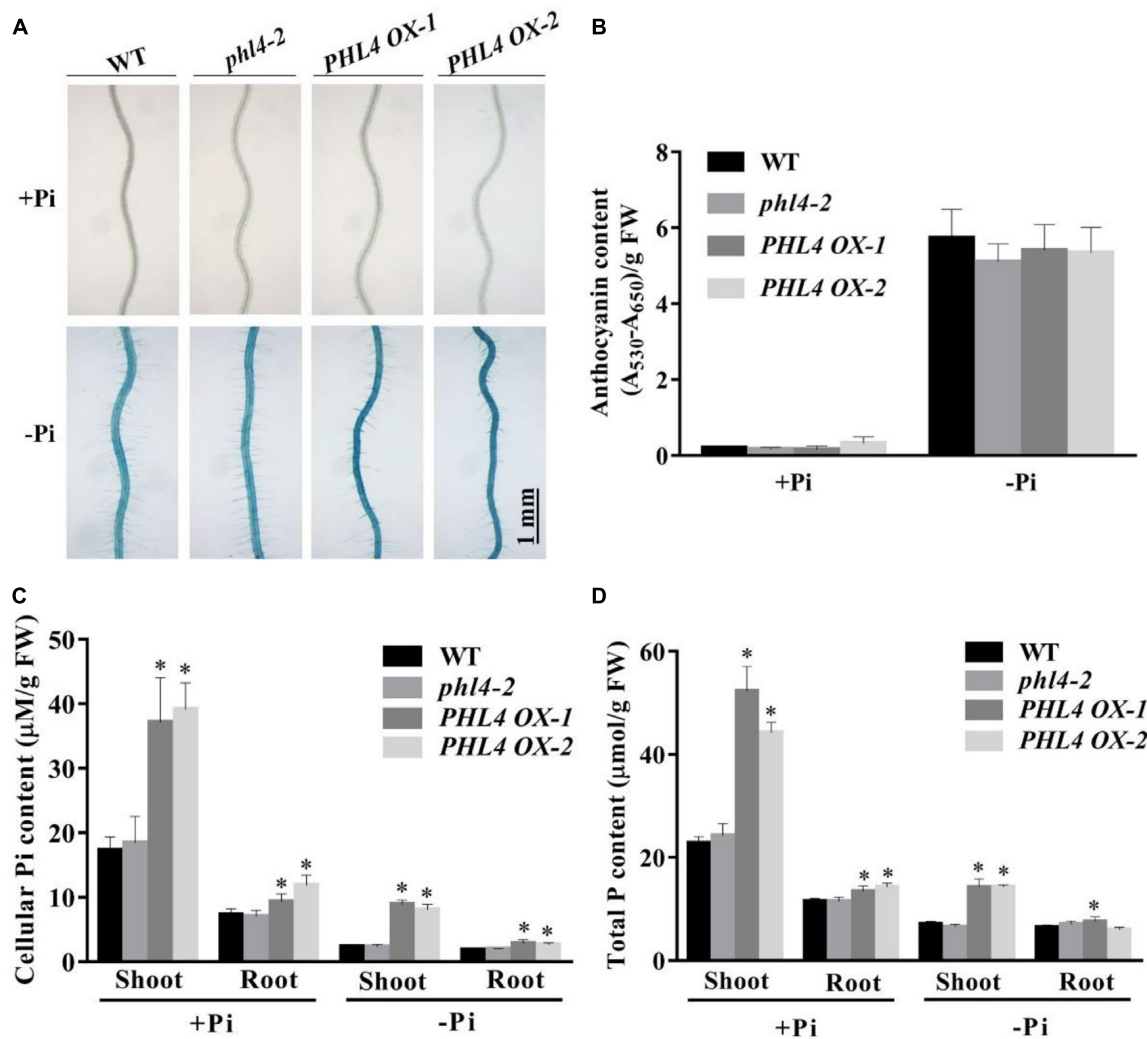 A
WT
phl4-2
PHL4 OX-1
PHL4 OX-2
+Pi
-Pi
1 mm
B
Anthocyanin content
(A530-A650)/g FW
8
6
4
2
0
WT
phl4-2
PHL4 OX-1
PHL4 OX-2
+Pi
-Pi
C
Cellular Pi content (μM/g FW)
50
40
30
20
10
0
WT
phl4-2
PHL4 OX-1
PHL4 OX-2
* *
* *
* *
* *
Shoot Root Shoot Root
+Pi -Pi
D
Total P content (μmol/g FW)
60
40
20
0
WT
phl4-2
PHL4 OX-1
PHL4 OX-2
* *
* *
* *
*
Shoot Root Shoot Root
+Pi -Pi